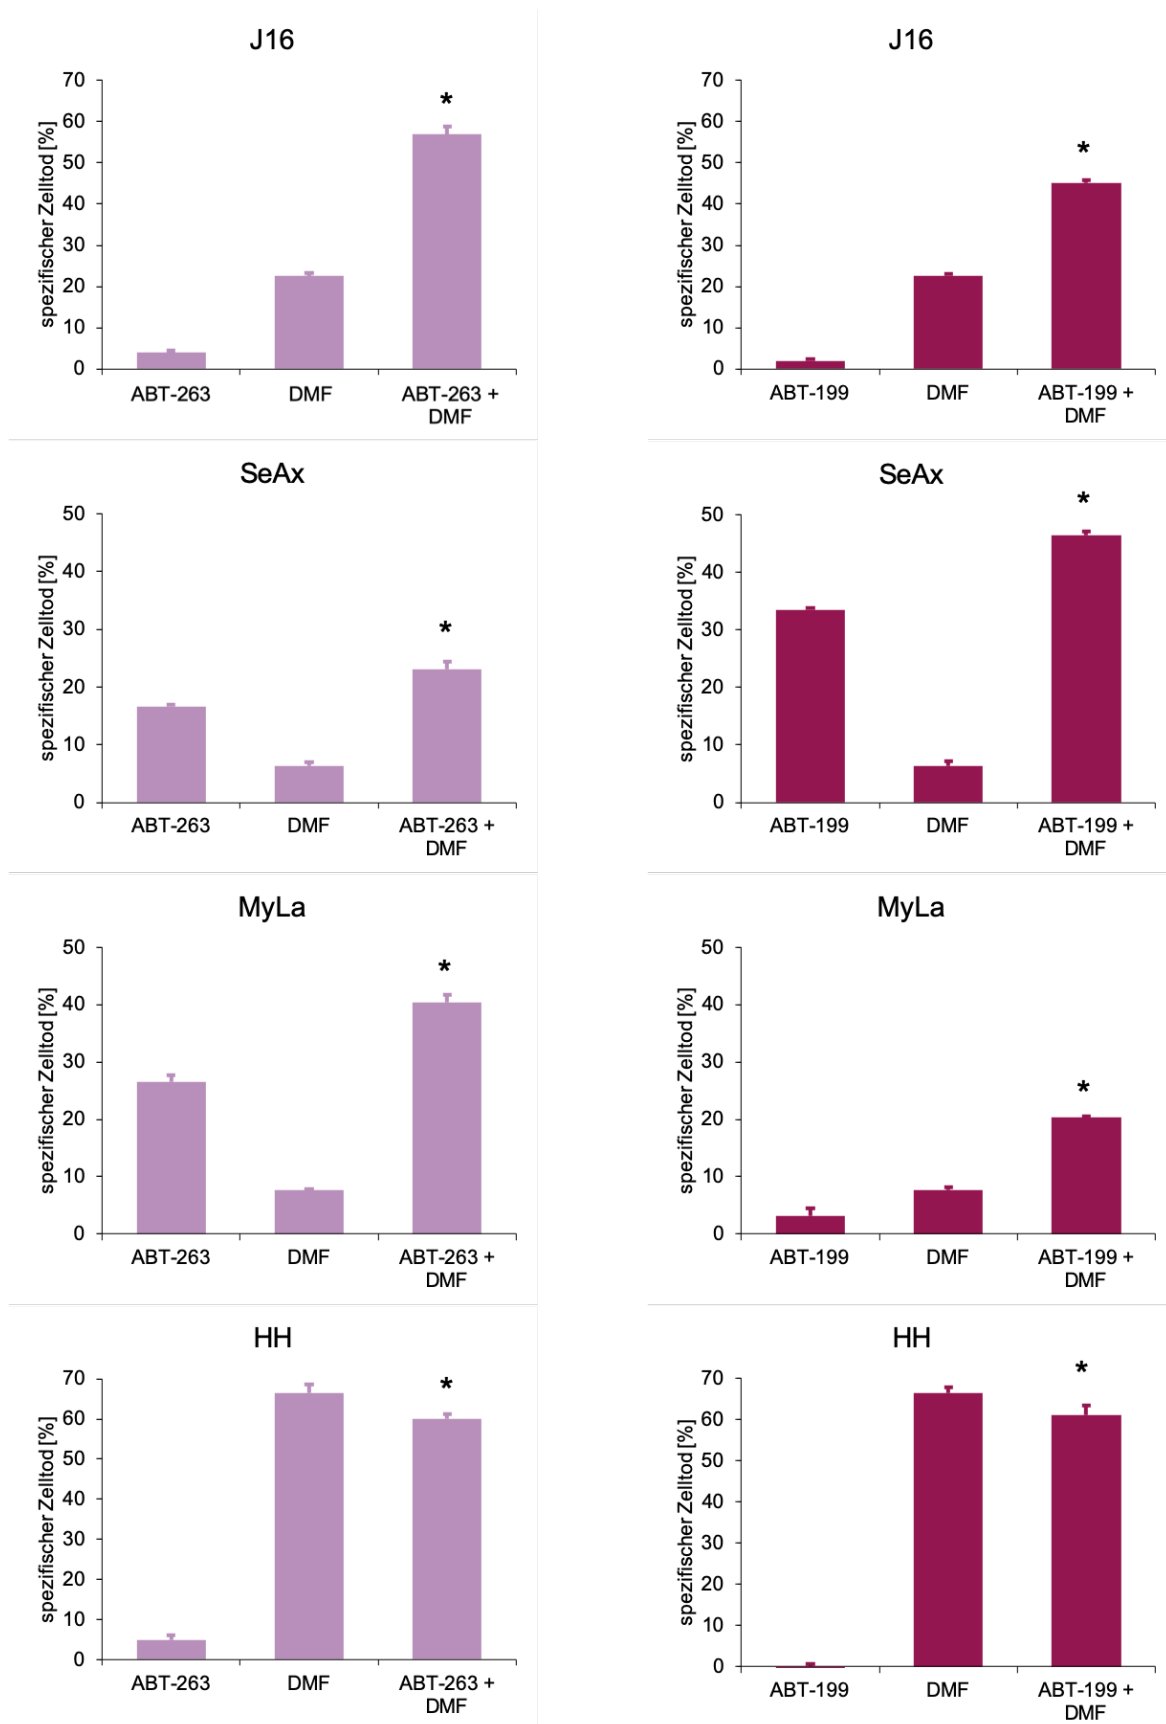 J16
spezifischer Zelltod [%]
70
60
50
40
30
20
10
0
*
ABT-263
DMF
ABT-263 +
DMF
J16
spezifischer Zelltod [%]
70
60
50
40
30
20
10
0
*
ABT-199
DMF
ABT-199 +
DMF
SeAx
spezifischer Zelltod [%]
50
40
30
20
10
0
*
ABT-263
DMF
ABT-263 +
DMF
SeAx
spezifischer Zelltod [%]
50
40
30
20
10
0
*
ABT-199
DMF
ABT-199 +
DMF
MyLa
spezifischer Zelltod [%]
50
40
30
20
10
0
*
ABT-263
DMF
ABT-263 +
DMF
MyLa
spezifischer Zelltod [%]
50
40
30
20
10
0
*
ABT-199
DMF
ABT-199 +
DMF
HH
spezifischer Zelltod [%]
70
60
50
40
30
20
10
0
*
ABT-263
DMF
ABT-263 +
DMF
HH
spezifischer Zelltod [%]
70
60
50
40
30
20
10
0
*
ABT-199
DMF
ABT-199 +
DMF